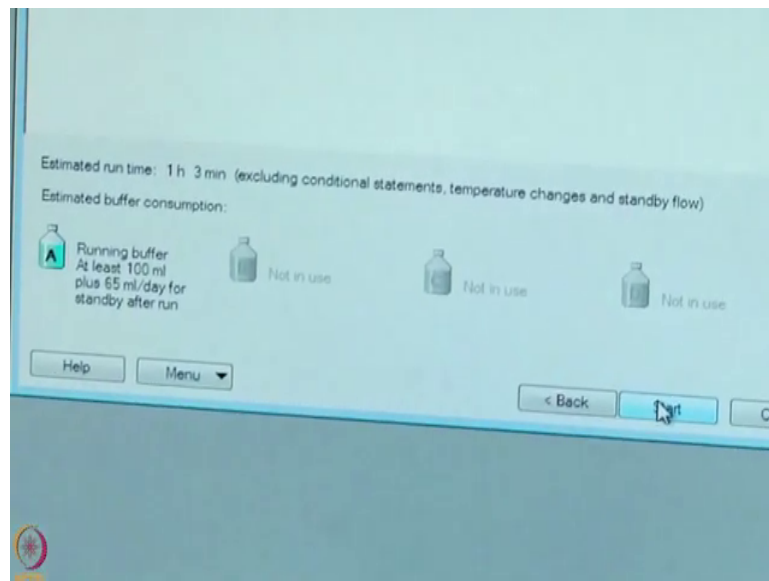 Estimated run time: 1 h 3 min (excluding conditional statements, temperature changes and standby flow)
Estimated buffer consumption:
A
Running buffer
At least 100 ml
plus 65 ml/day for
standby after run
Not in use
Not in use
Not in use
Help
Menu
< Back
Start